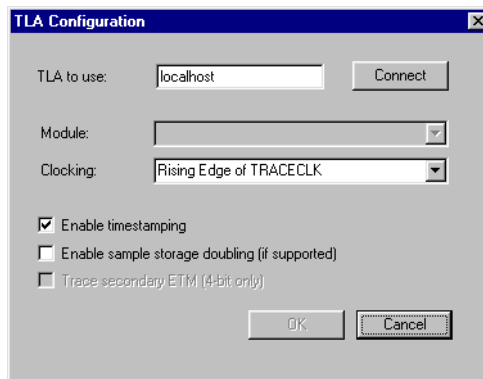 TLA Configuration
TLA to use: localhost Connect
Module:
Clocking: Rising Edge of TRACECLK
Enable timestamping
Enable sample storage doubling (if supported)
Trace secondary ETM (4-bit only)
OK Cancel